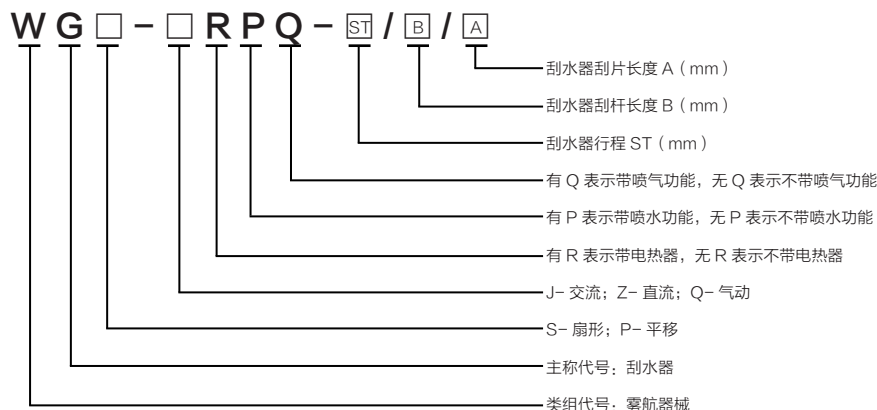 WG□-□RPQ-ST/B/A
刮水器刮片长度 A（mm）
刮水器刮杆长度 B（mm）
刮水器行程 ST（mm）
有 Q 表示带喷气功能，无 Q 表示不带喷气功能
有 P 表示带喷水功能，无 P 表示不带喷水功能
有 R 表示带电热器，无 R 表示不带电热器
J- 交流；Z- 直流；Q- 气动
S- 扇形；P- 平移
主称代号：刮水器
类组代号：雾航器械